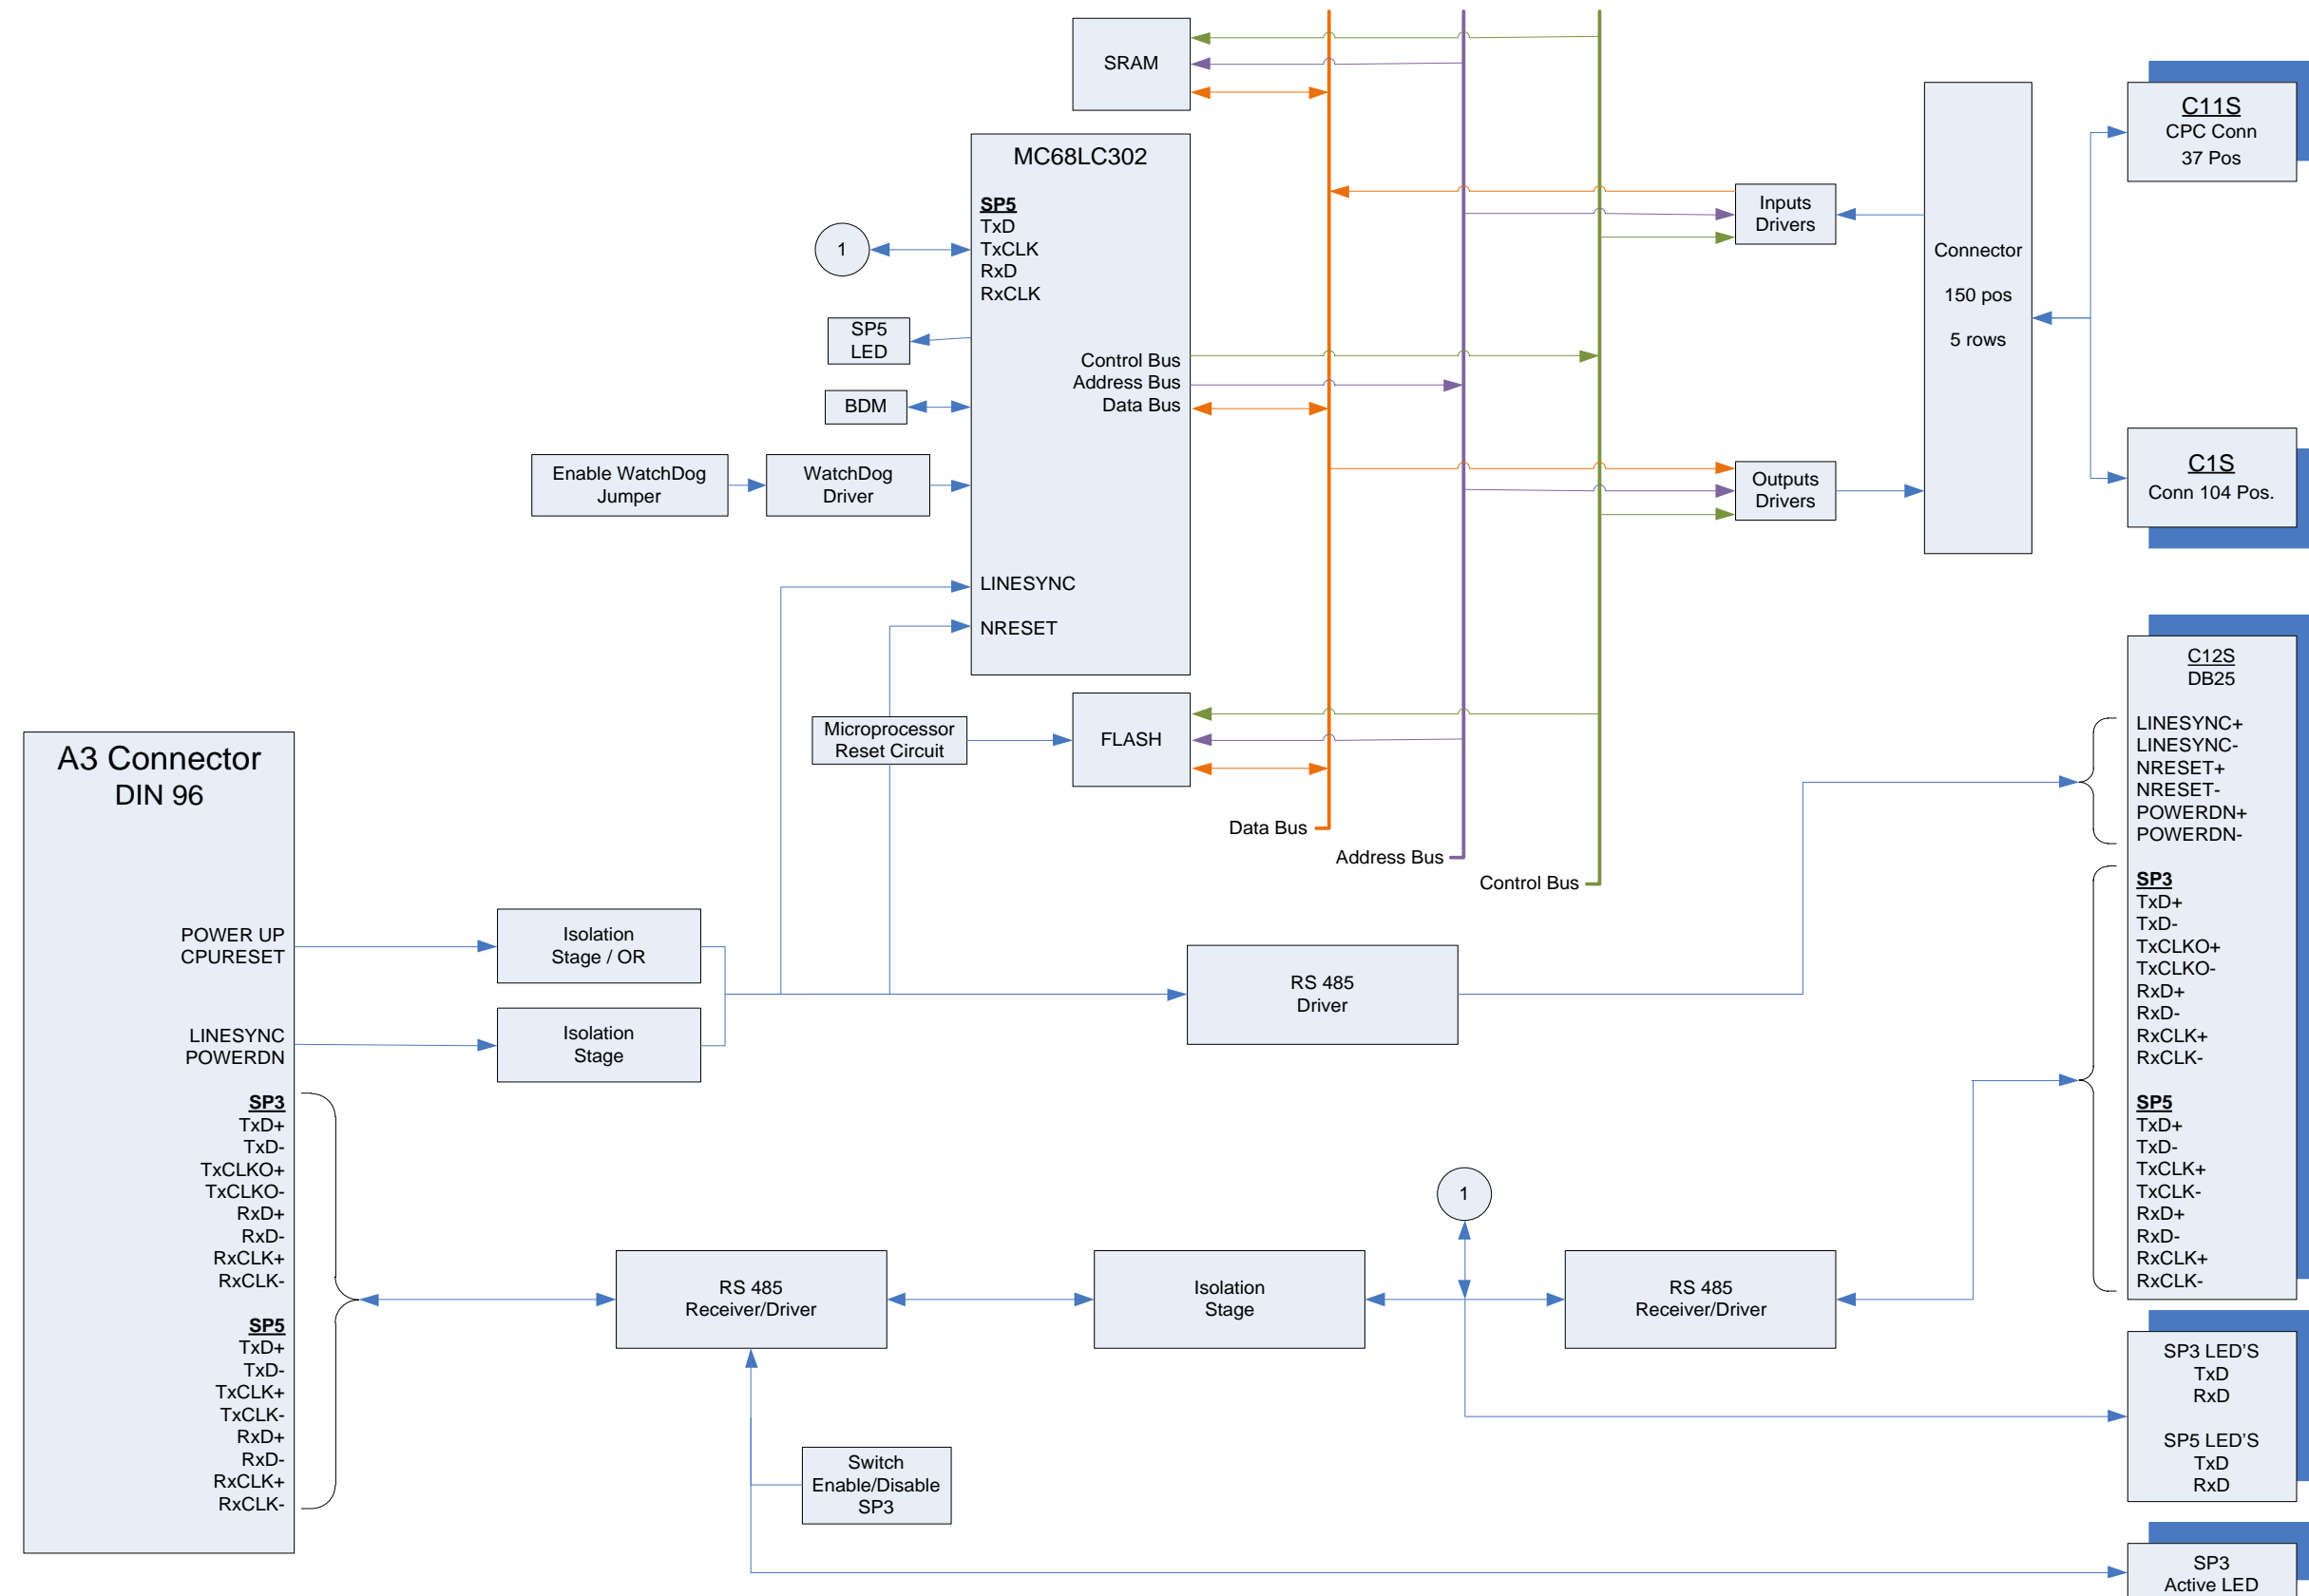 SRAM
MC68LC302
SP5
TxD
TxCLK
RxD
RxCLK
Control Bus
Address Bus
Data Bus
LINESYNC
NRESET
1
SP5
LED
BDM
Enable WatchDog
Jumper
WatchDog
Driver
Inputs
Drivers
Outputs
Drivers
Connector
150 pos
5 rows
C11S
CPC Conn
37 Pos
C1S
Conn 104 Pos.
Microprocessor
Reset Circuit
FLASH
Data Bus
Address Bus
Control Bus
A3 Connector
DIN 96
POWER UP
CPURESET
LINESYNC
POWERDN
SP3
TxD+
TxD-
TxCLKO+
TxCLKO-
RxD+
RxD-
RxCLK+
RxCLK-
SP5
TxD+
TxD-
TxCLK+
TxCLK-
RxD+
RxD-
RxCLK+
RxCLK-
Isolation
Stage / OR
Isolation
Stage
RS 485
Driver
RS 485
Receiver/Driver
Isolation
Stage
1
RS 485
Receiver/Driver
Switch
Enable/Disable
SP3
C12S
DB25
LINESYNC+
LINESYNC-
NRESET+
NRESET-
POWERDN+
POWERDN-
SP3
TxD+
TxD-
TxCLKO+
TxCLKO-
RxD+
RxD-
RxCLK+
RxCLK-
SP5
TxD+
TxD-
TxCLK+
TxCLK-
RxD+
RxD-
RxCLK+
RxCLK-
SP3 LED'S
TxD
RxD
SP5 LED'S
TxD
RxD
SP3
Active LED